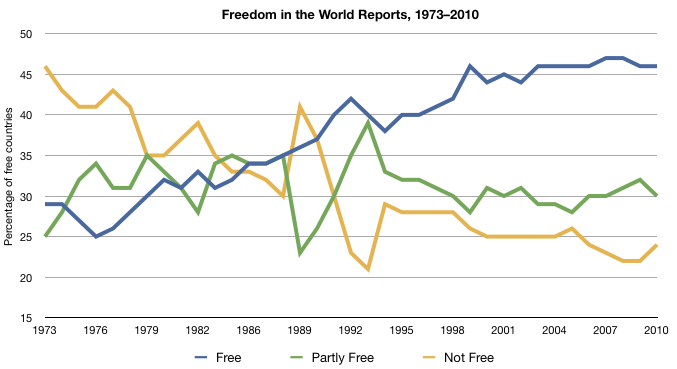 Freedom in the World Reports, 1973–2010
Percentage of free countries
50
45
40
35
30
25
20
15
1973 1976 1979 1982 1986 1989 1992 1995 1998 2001 2004 2007 2010
Free Partly Free Not Free